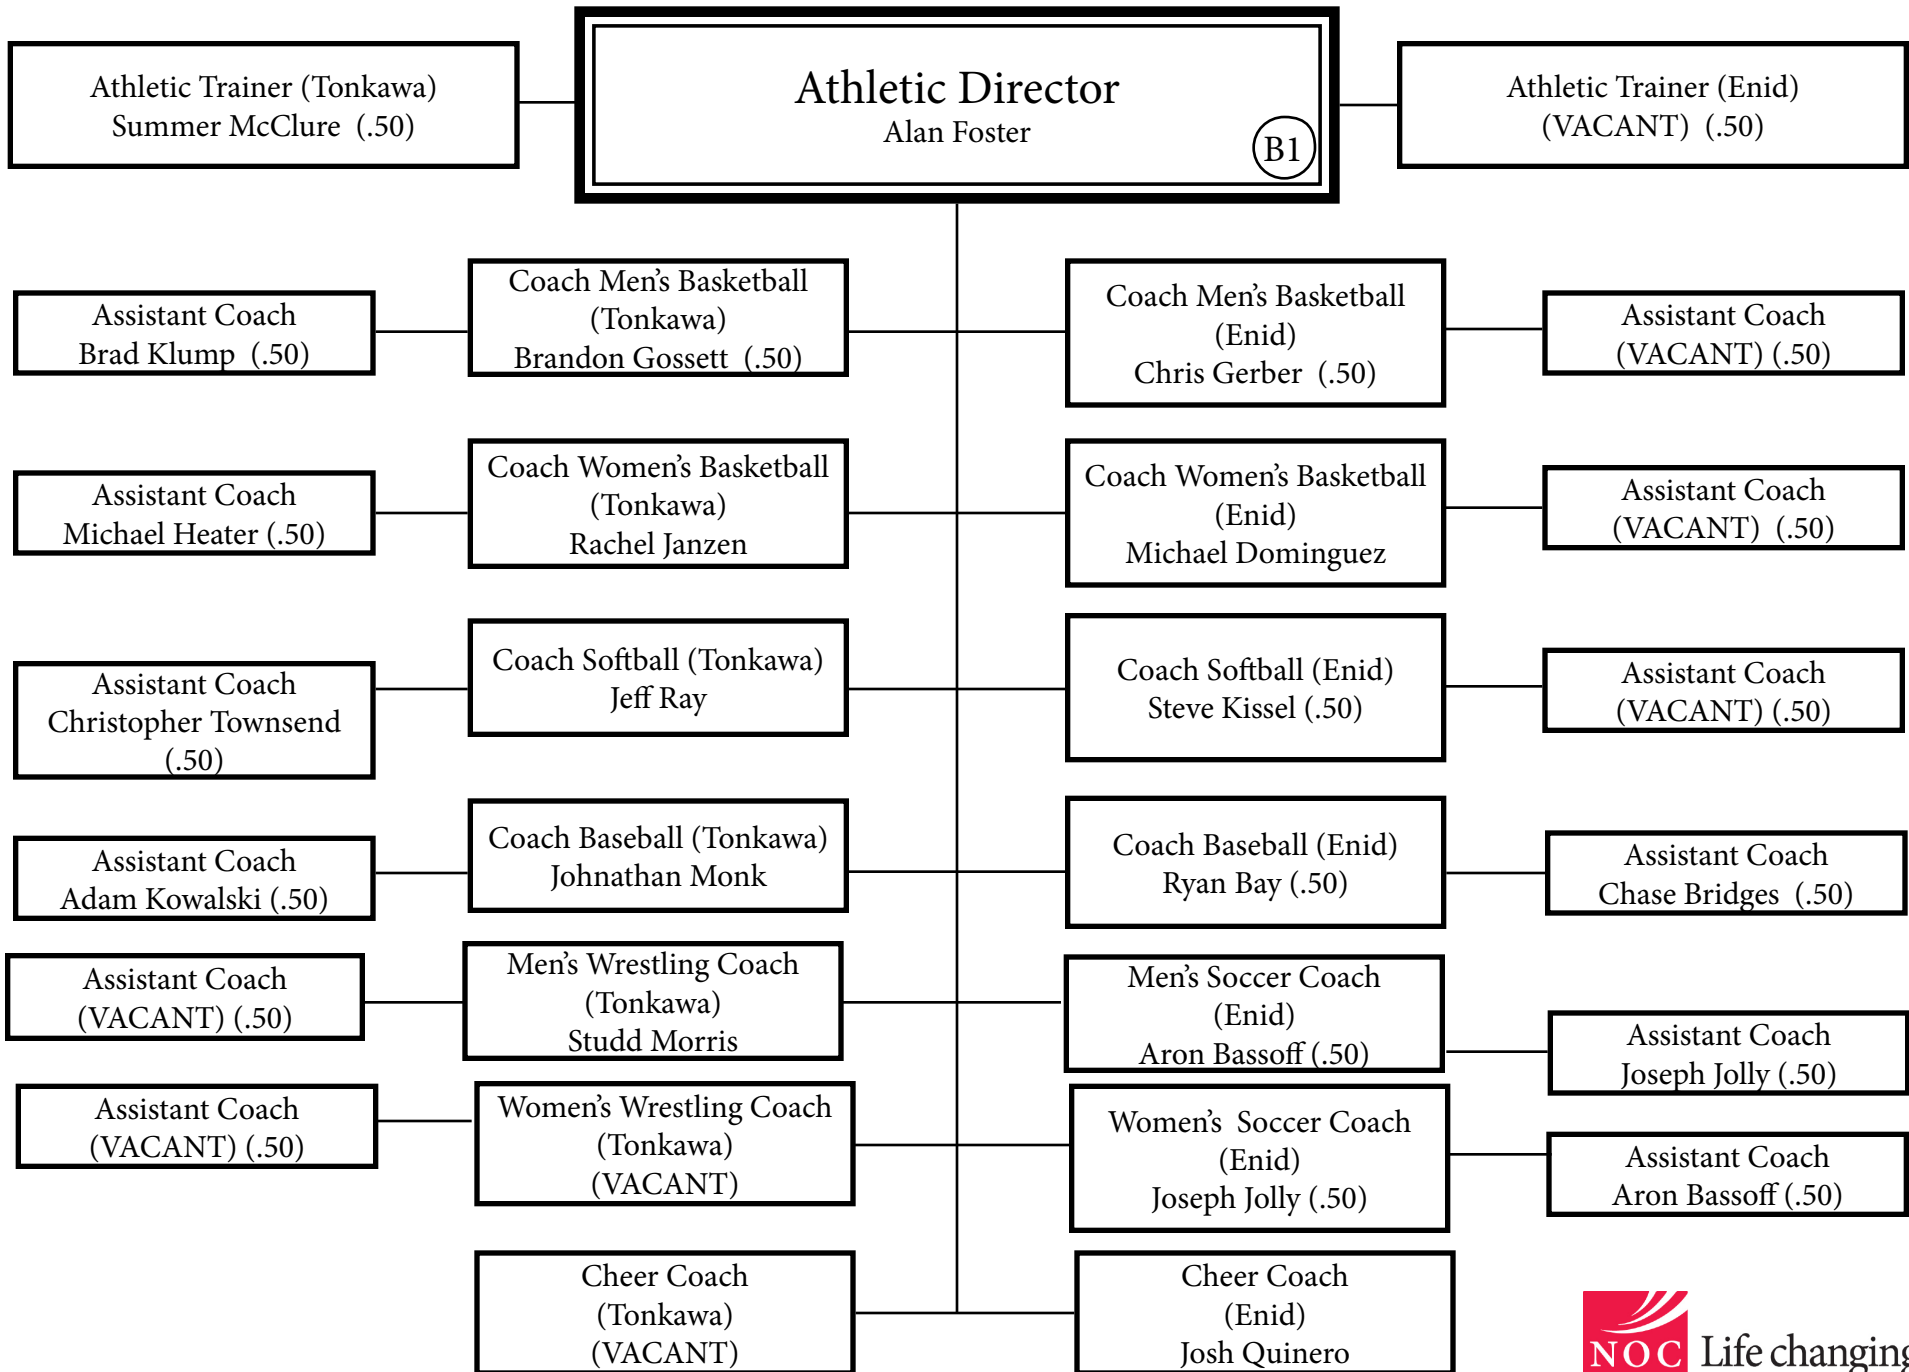 Athletic Trainer (Tonkawa)
Summer McClure (.50)
Athletic Director
Alan Foster
B1
Athletic Trainer (Enid)
(VACANT) (.50)
Assistant Coach
Brad Klump (.50)
Coach Men's Basketball
(Tonkawa)
Brandon Gossett (.50)
Coach Men's Basketball
(Enid)
Chris Gerber (.50)
Assistant Coach
(VACANT) (.50)
Assistant Coach
Michael Heater (.50)
Coach Women's Basketball
(Tonkawa)
Rachel Janzen
Coach Women's Basketball
(Enid)
Michael Dominguez
Assistant Coach
(VACANT) (.50)
Assistant Coach
Christopher Townsend
(.50)
Coach Softball (Tonkawa)
Jeff Ray
Coach Softball (Enid)
Steve Kissel (.50)
Assistant Coach
(VACANT) (.50)
Assistant Coach
Adam Kowalski (.50)
Coach Baseball (Tonkawa)
Johnathan Monk
Coach Baseball (Enid)
Ryan Bay (.50)
Assistant Coach
Chase Bridges (.50)
Assistant Coach
(VACANT) (.50)
Men's Wrestling Coach
(Tonkawa)
Studd Morris
Men's Soccer Coach
(Enid)
Aron Bassoff (.50)
Assistant Coach
Joseph Jolly (.50)
Assistant Coach
(VACANT) (.50)
Women's Wrestling Coach
(Tonkawa)
(VACANT)
Women's Soccer Coach
(Enid)
Joseph Jolly (.50)
Assistant Coach
Aron Bassoff (.50)
Cheer Coach
(Tonkawa)
(VACANT)
Cheer Coach
(Enid)
Josh Quinero
NOC
Life changing